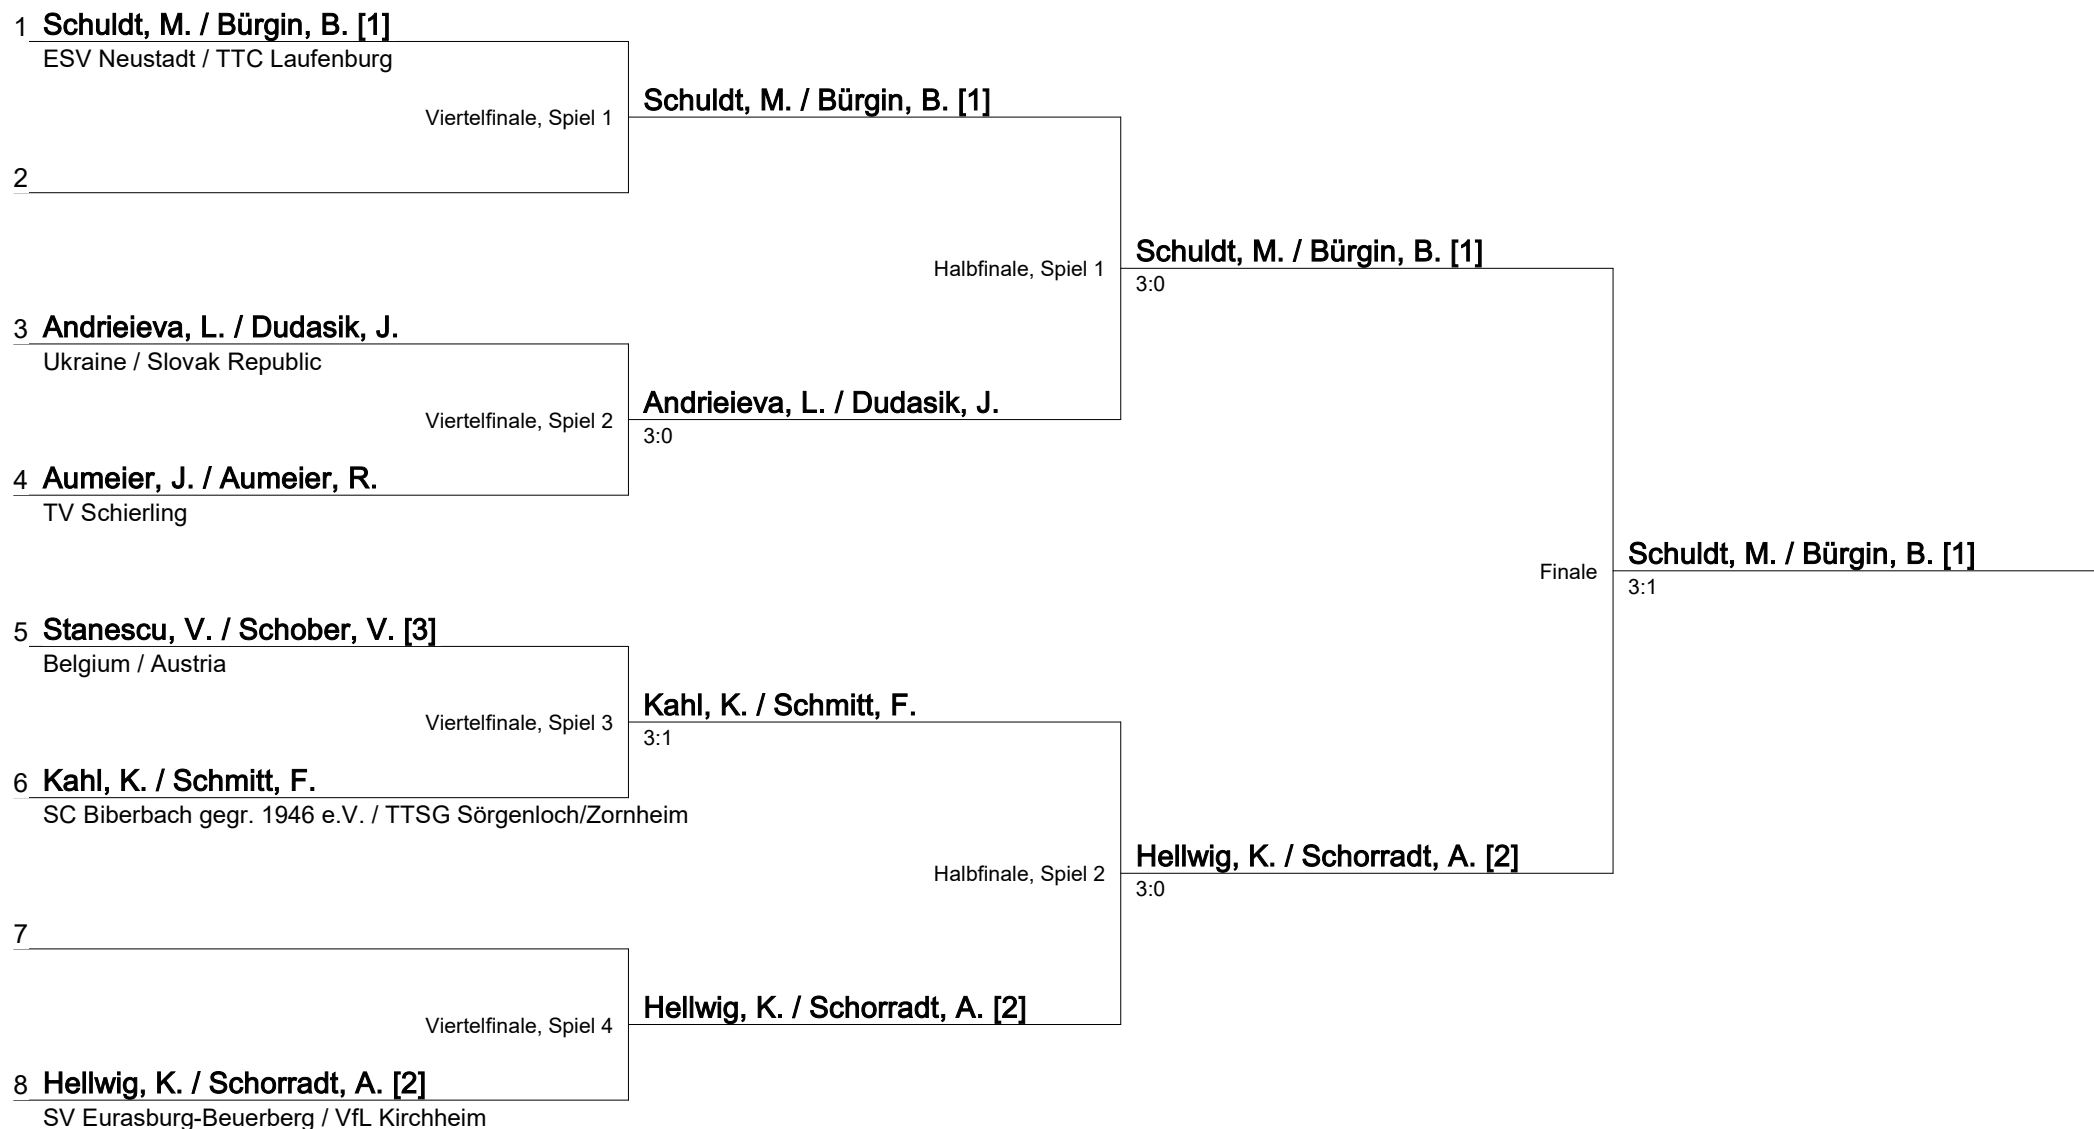 1 Schuldt, M. / Bürgin, B. [1]
ESV Neustadt / TTC Laufenburg
Viertelfinale, Spiel 1
Schuldt, M. / Bürgin, B. [1]
2
Halbfinale, Spiel 1
Schuldt, M. / Bürgin, B. [1]
3:0
3 Andrieieva, L. / Dudasik, J.
Ukraine / Slovak Republic
Viertelfinale, Spiel 2
Andrieieva, L. / Dudasik, J.
3:0
4 Aumeier, J. / Aumeier, R.
TV Schierling
Finale
Schuldt, M. / Bürgin, B. [1]
3:1
5 Stanescu, V. / Schober, V. [3]
Belgium / Austria
Viertelfinale, Spiel 3
Kahl, K. / Schmitt, F.
3:1
6 Kahl, K. / Schmitt, F.
SC Biberbach gegr. 1946 e.V. / TTSG Sörgenloch/Zornheim
Halbfinale, Spiel 2
Hellwig, K. / Schorradt, A. [2]
3:0
7
Viertelfinale, Spiel 4
Hellwig, K. / Schorradt, A. [2]
8 Hellwig, K. / Schorradt, A. [2]
SV Eurasburg-Beuerberg / VfL Kirchheim